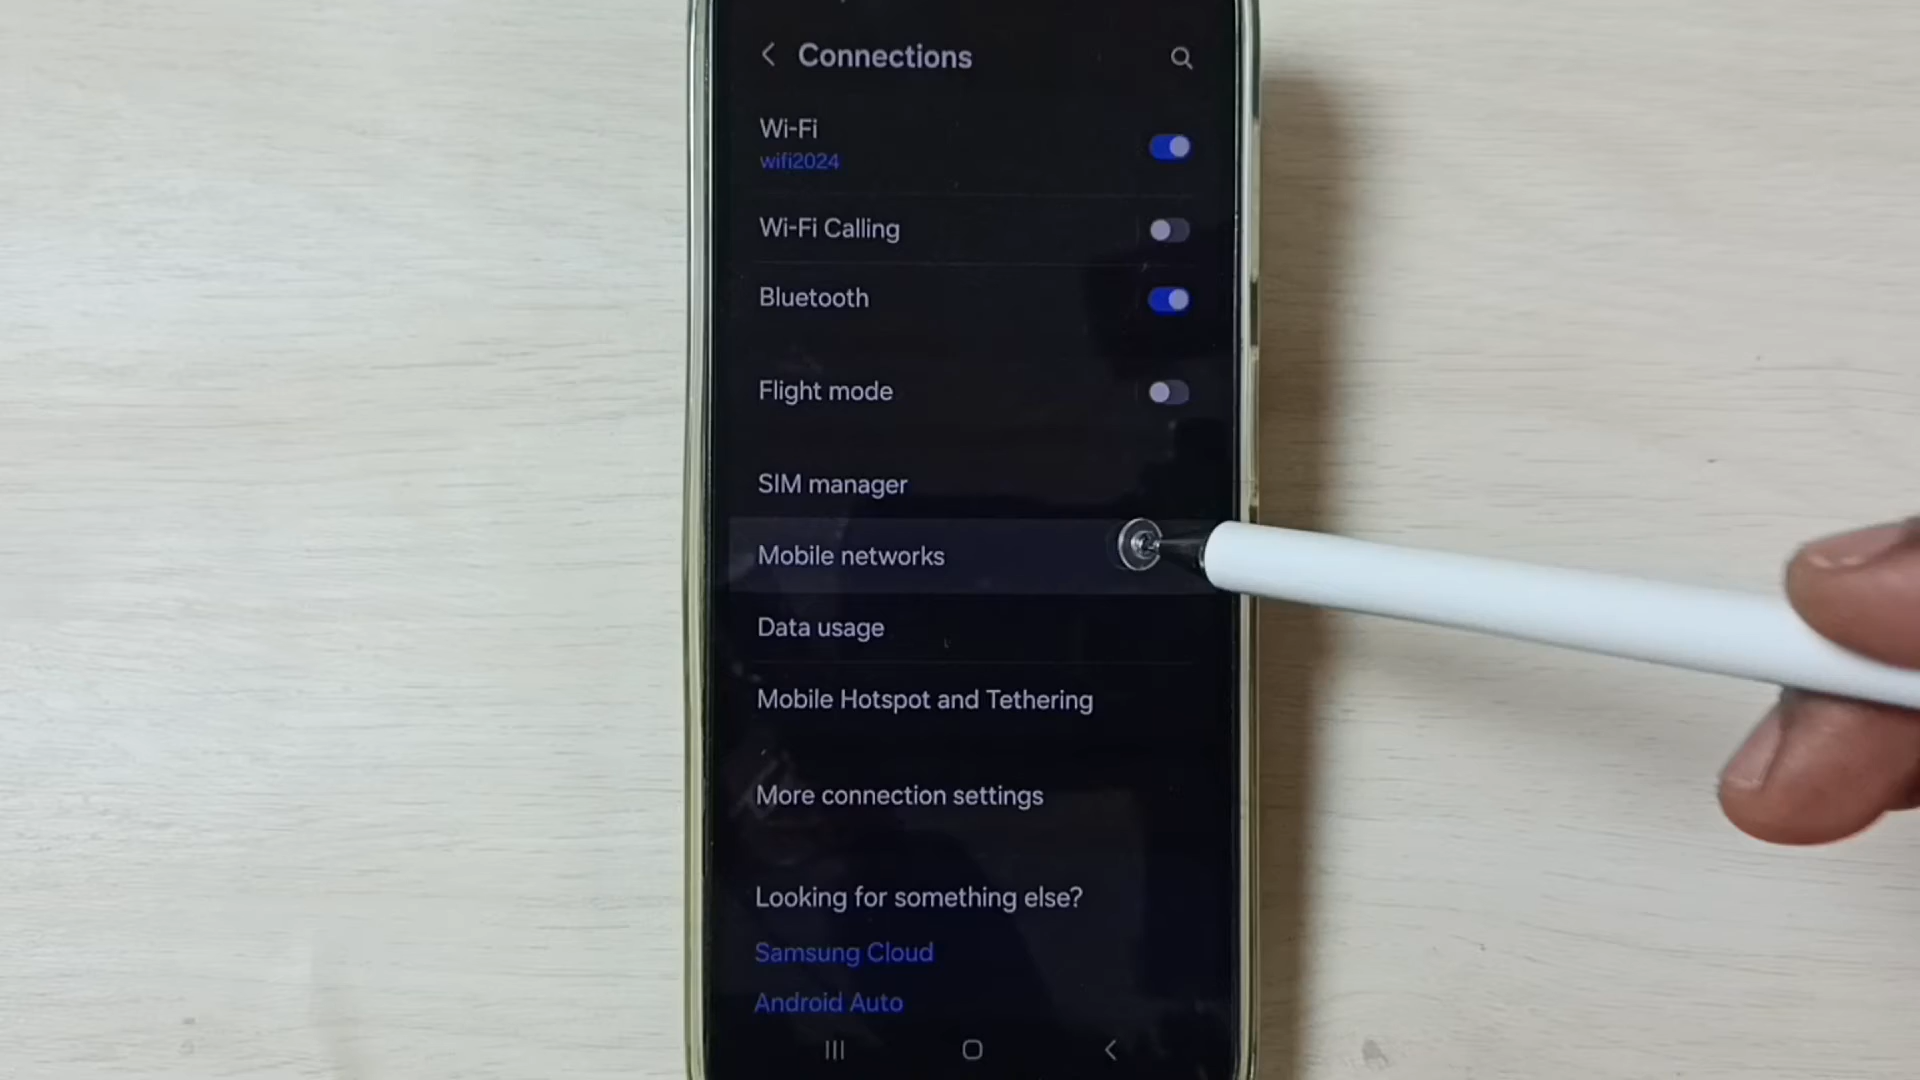 Connections
Wi-Fi
wifi2024
Wi-Fi Calling
Bluetooth
Flight mode
SIM manager
Mobile networks
Data usage
Mobile Hotspot and Tethering
More connection settings
Looking for something else?
Samsung Cloud
Android Auto